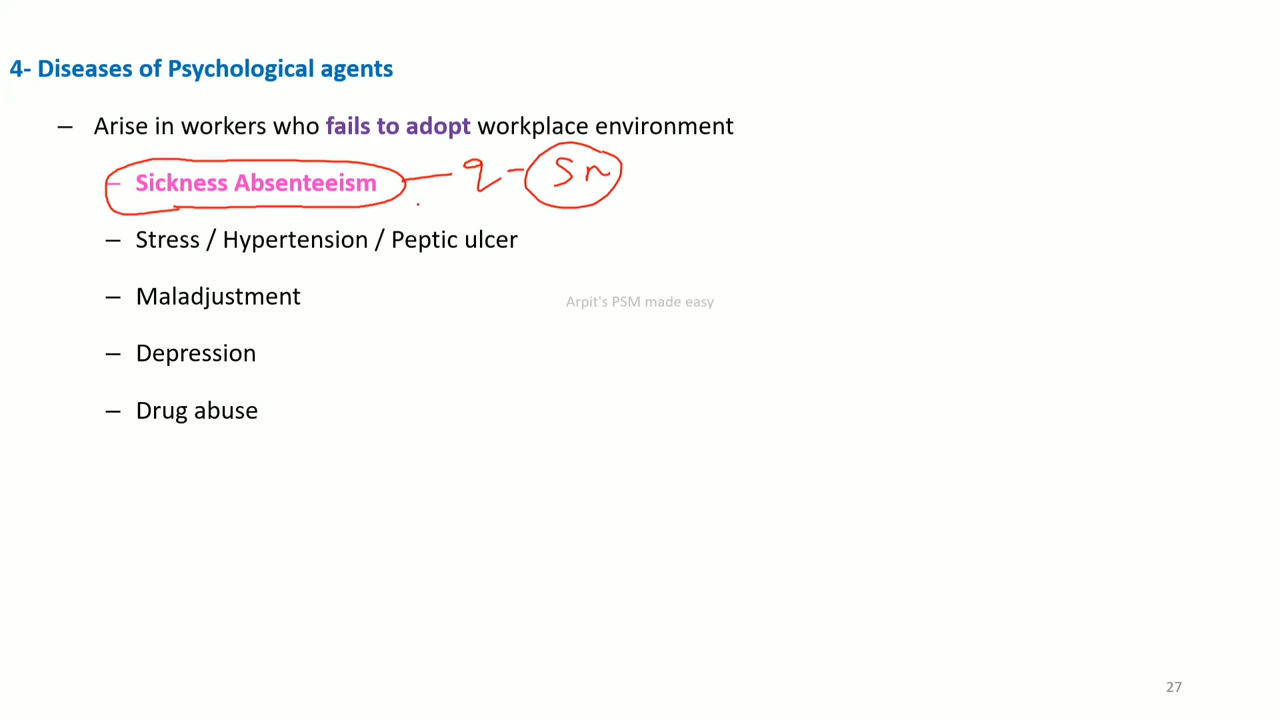 4- Diseases of Psychological agents
– Arise in workers who fails to adopt workplace environment
– Sickness Absenteeism
– Stress / Hypertension / Peptic ulcer
– Maladjustment
Arpit's PSM made easy
– Depression
– Drug abuse
27